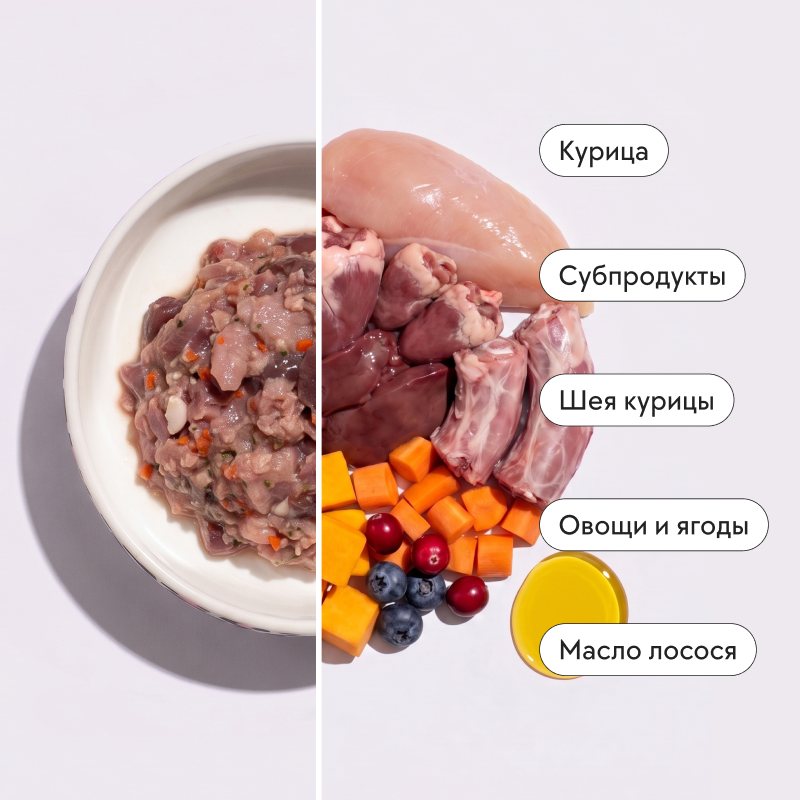 Курица
Субпродукты
Шея курицы
Овощи и ягоды
Масло лосося